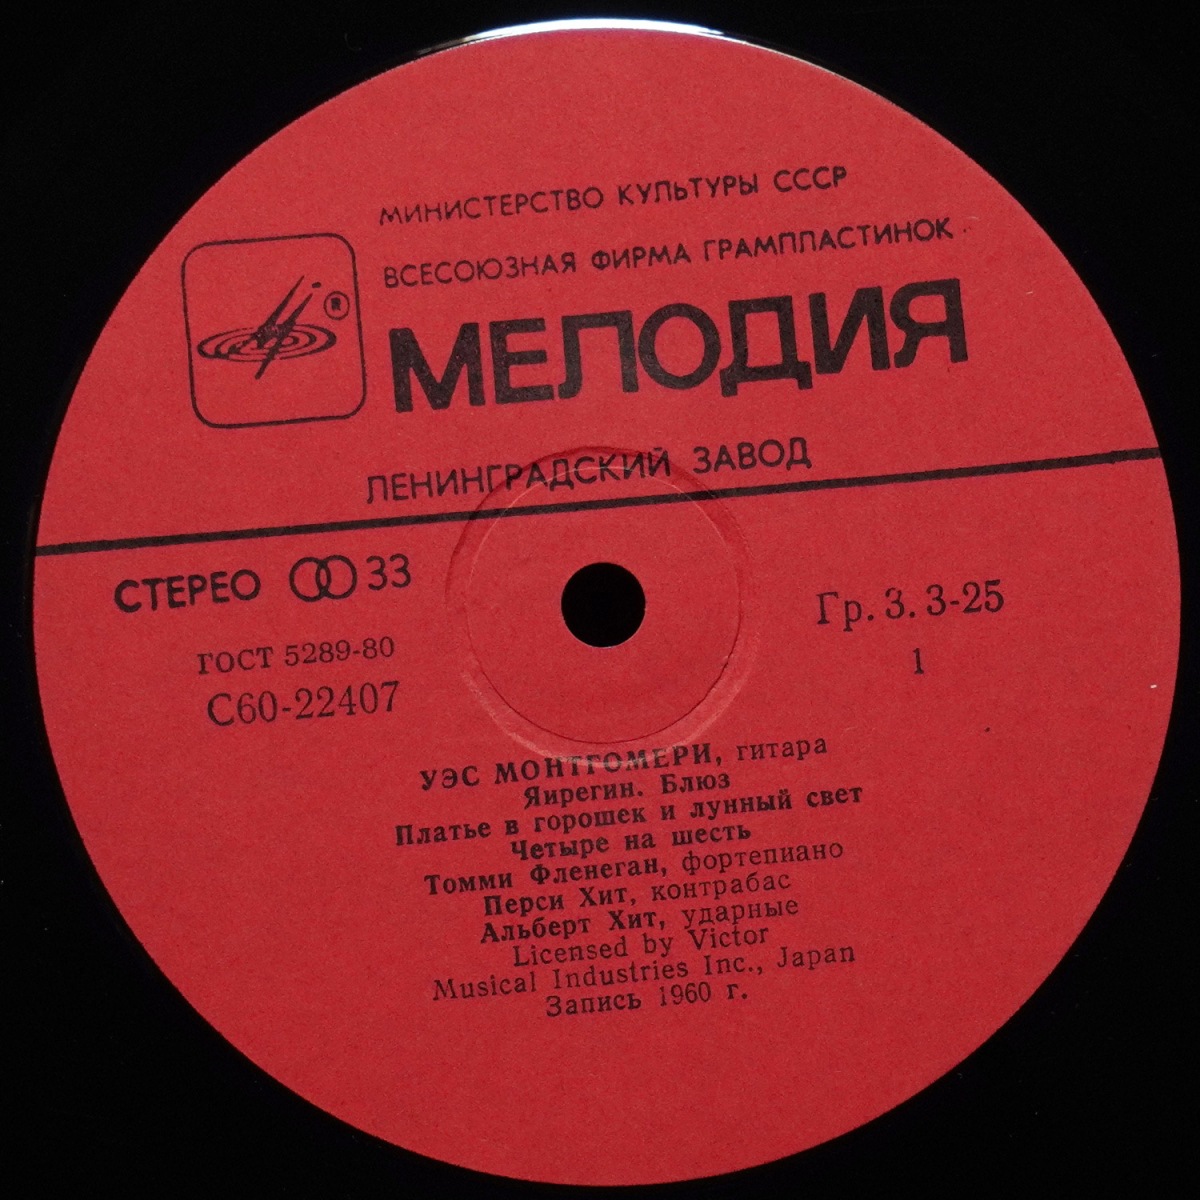 МИНИСТЕРСТВО КУЛЬТУРЫ СССР
ВСЕСОЮЗНАЯ ФИРМА ГРАМПЛАСТИНОК
®
МЕЛОДИЯ
ЛЕНИНГРАДСКИЙ ЗАВОД
СТЕРЕО 33
ГОСТ 5289-80
С60-22407
Гр. 3. 3-25
1
УЭС МОНТГОМЕРИ, гитара
Яирегин. Блюз
Платье в горошек и лунный свет
Четыре на шесть
Томми Фленеган, фортепиано
Перси Хит, контрабас
Альберт Хит, ударные
Licensed by Victor
Musical Industries Inc., Japan
Запись 1960 г.